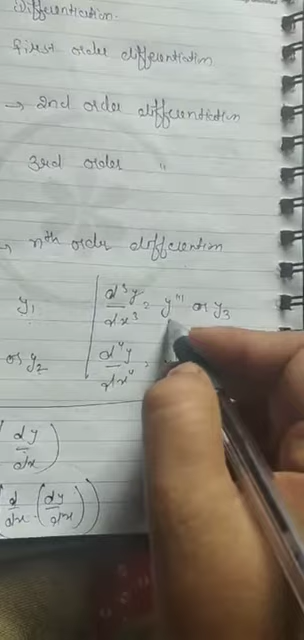 Differentiation.
first order differentiation
→ 2nd order differentiation
3rd order "
→ nth order differentiation
y₁
d³y/dx³ = y''' or y₃
or y₂
d⁴y/dx⁴ =
(dy/dx)
(d/dx (dy/dx))